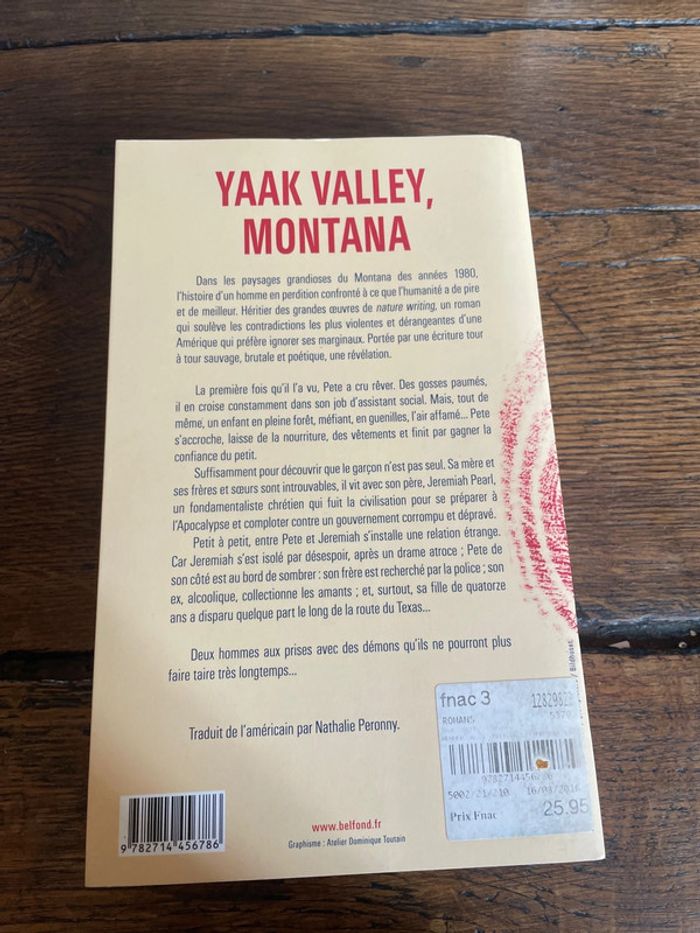 YAAK VALLEY,
MONTANA
Dans les paysages grandioses du Montana des années 1980,
l'histoire d'un homme en perdition confronté à ce que l'humanité a de pire
et de meilleur. Héritier des grandes œuvres de nature writing, un roman
qui soulève les contradictions les plus violentes et dérangeantes d'une
Amérique qui préfère ignorer ses marginaux. Portée par une écriture tour
à tour sauvage, brutale et poétique, une révélation.
La première fois qu'il l'a vu, Pete a cru rêver. Des gosses paumés,
il en croise constamment dans son job d'assistant social. Mais, tout de
même, un enfant en pleine forêt, méfiant, en guenilles, l'air affamé... Pete
s'accroche, laisse de la nourriture, des vêtements et finit par gagner la
confiance du petit.
Suffisamment pour découvrir que le garçon n'est pas seul. Sa mère et
ses frères et sœurs sont introuvables, il vit avec son père, Jeremiah Pearl,
un fondamentaliste chrétien qui fuit la civilisation pour se préparer à
l'Apocalypse et comploter contre un gouvernement corrompu et dépravé.
Petit à petit, entre Pete et Jeremiah s'installe une relation étrange.
Car Jeremiah s'est isolé par désespoir, après un drame atroce ; Pete de
son côté est au bord de sombrer : son frère est recherché par la police ; son
ex, alcoolique, collectionne les amants ; et, surtout, sa fille de quatorze
ans a disparu quelque part le long de la route du Texas...
Deux hommes aux prises avec des démons qu'ils ne pourront plus
faire taire très longtemps...
Traduit de l'américain par Nathalie Peronny.
/ Bildhuset.
fnac 3
ROMANS
5002/21/210 16/03/2016
Prix Fnac 25.95
9 782714 456786
www.belfond.fr
Graphisme : Atelier Dominique Toutain